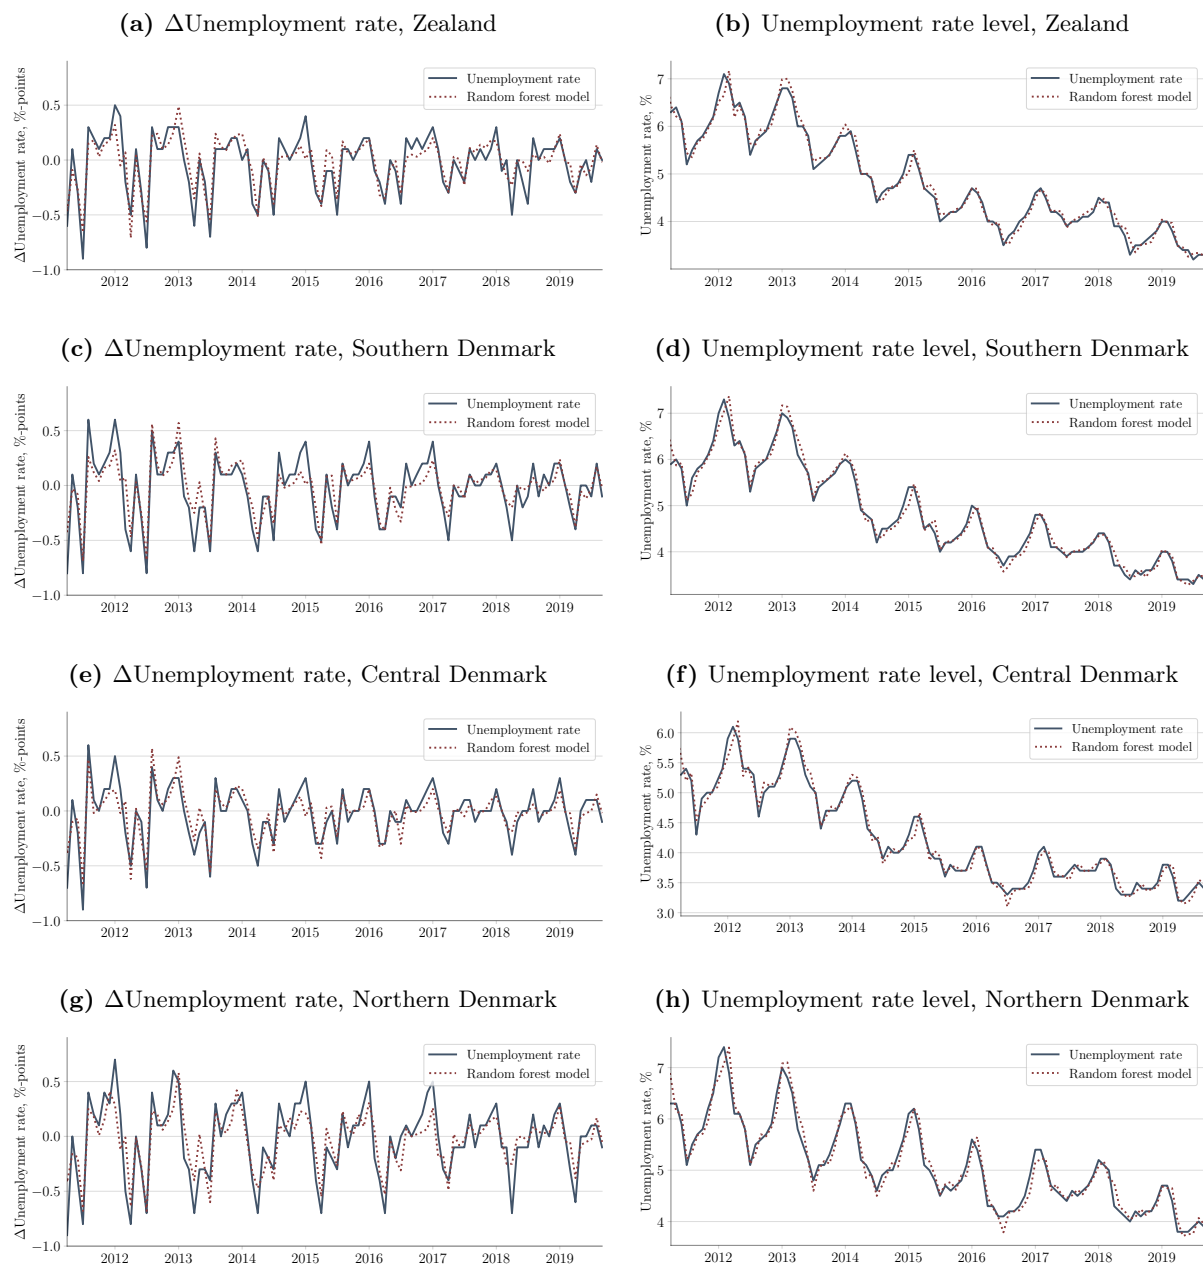 (a) ΔUnemployment rate, Zealand
ΔUnemployment rate, %-points
0.5
0.0
−0.5
−1.0
Unemployment rate
Random forest model
2012 2013 2014 2015 2016 2017 2018 2019
(b) Unemployment rate level, Zealand
Unemployment rate, %
7
6
5
4
Unemployment rate
Random forest model
2012 2013 2014 2015 2016 2017 2018 2019
(c) ΔUnemployment rate, Southern Denmark
ΔUnemployment rate, %-points
0.5
0.0
−0.5
−1.0
Unemployment rate
Random forest model
2012 2013 2014 2015 2016 2017 2018 2019
(d) Unemployment rate level, Southern Denmark
Unemployment rate, %
7
6
5
4
Unemployment rate
Random forest model
2012 2013 2014 2015 2016 2017 2018 2019
(e) ΔUnemployment rate, Central Denmark
ΔUnemployment rate, %-points
0.5
0.0
−0.5
−1.0
Unemployment rate
Random forest model
2012 2013 2014 2015 2016 2017 2018 2019
(f) Unemployment rate level, Central Denmark
Unemployment rate, %
6.0
5.5
5.0
4.5
4.0
3.5
3.0
Unemployment rate
Random forest model
2012 2013 2014 2015 2016 2017 2018 2019
(g) ΔUnemployment rate, Northern Denmark
ΔUnemployment rate, %-points
0.5
0.0
−0.5
−1.0
Unemployment rate
Random forest model
2012 2013 2014 2015 2016 2017 2018 2019
(h) Unemployment rate level, Northern Denmark
Unemployment rate, %
7
6
5
4
Unemployment rate
Random forest model
2012 2013 2014 2015 2016 2017 2018 2019